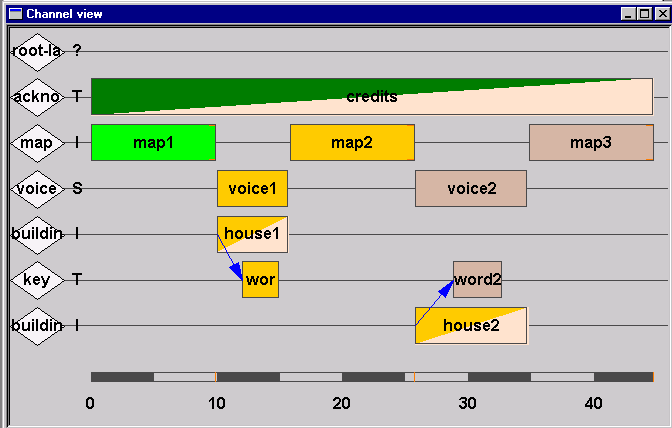 Channel view
root-la ?
ackno T credits
map I map1 map2 map3
voice S voice1 voice2
buildin I house1
key T wor word2
buildin I house2
0 10 20 30 40